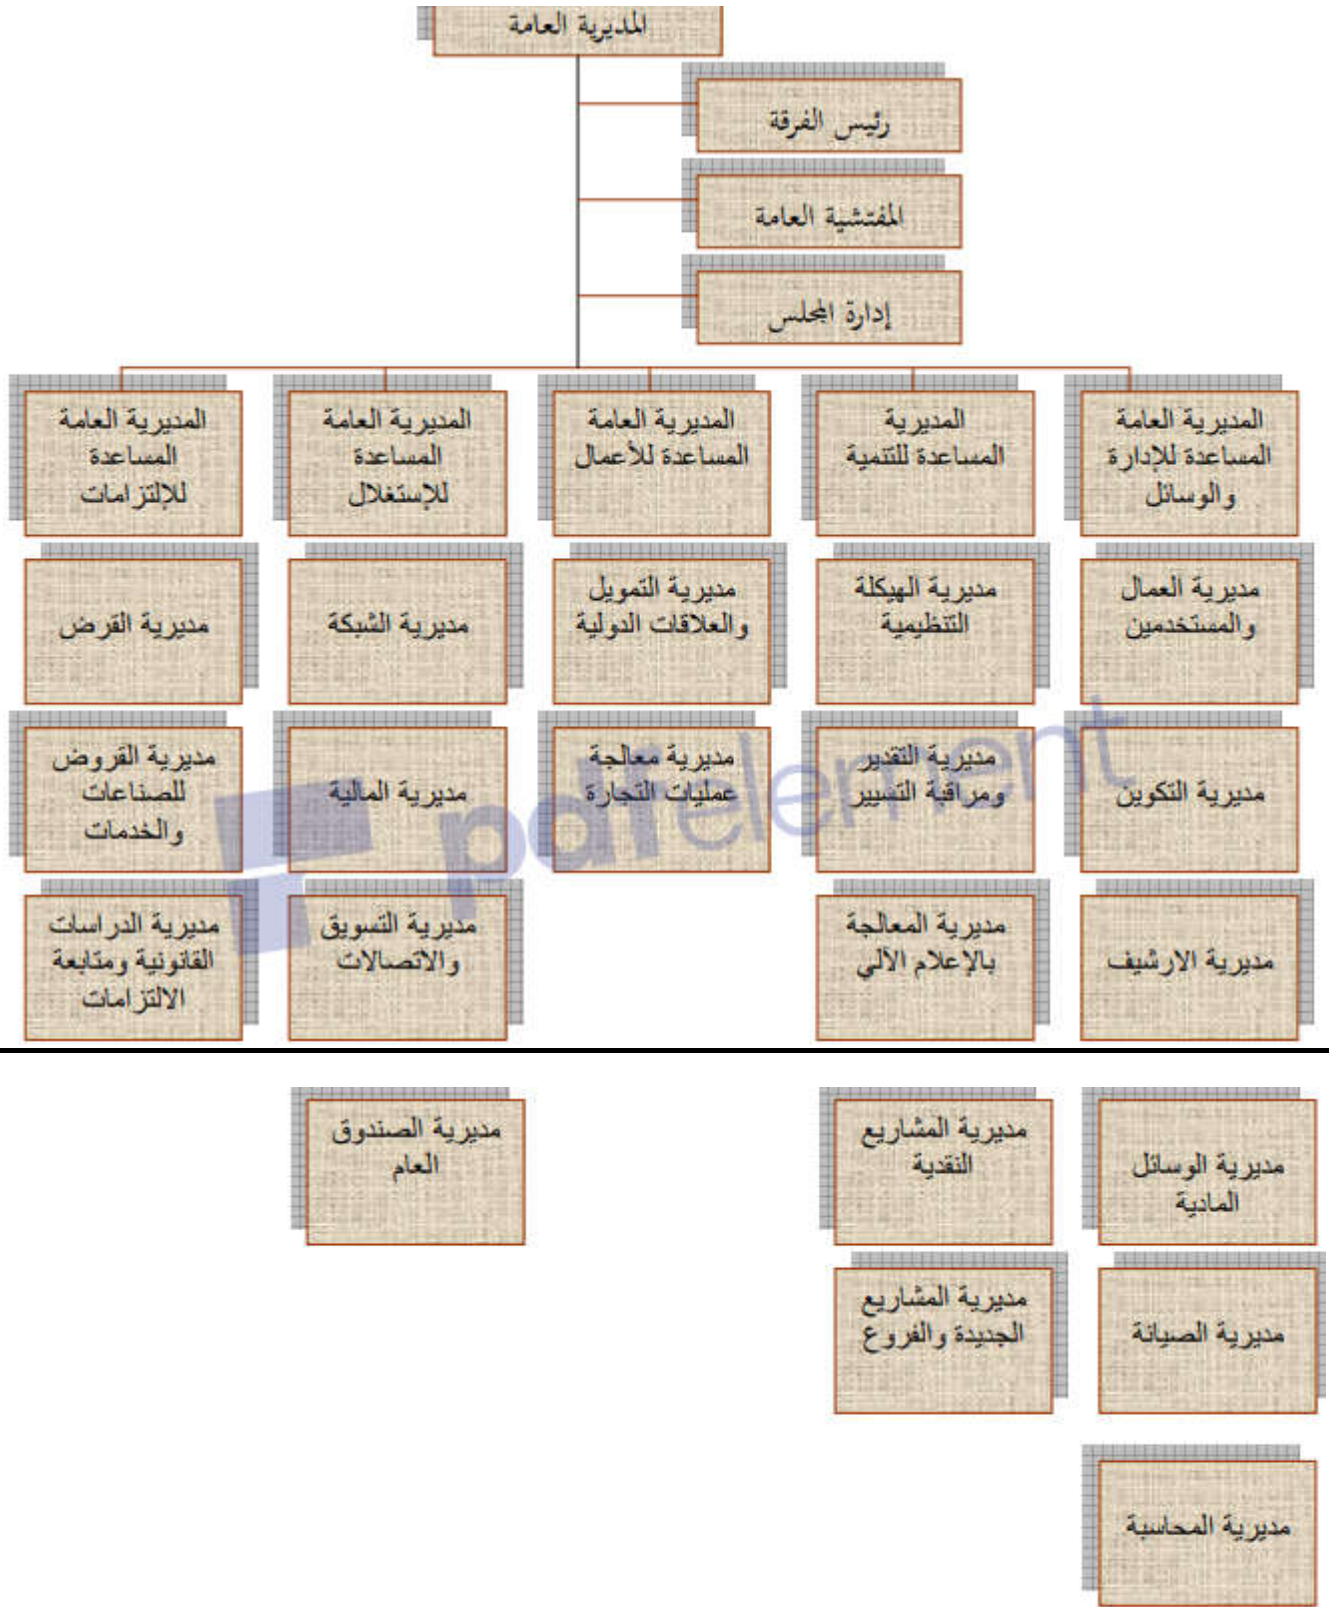 المديرية العامة
رئيس الفرقة
المفتشية العامة
إدارة المجلس
المديرية العامة
المساعدة للإدارة
والوسائل
المديرية
المساعدة للتنمية
المديرية العامة
المساعدة للأعمال
المديرية العامة
المساعدة
للإستغلال
المديرية العامة
المساعدة
للإلتزامات
مديرية العمال
والمستخدمين
مديرية الهيكلة
التنظيمية
مديرية التمويل
والعلاقات الدولية
مديرية الشبكة
مديرية القرض
مديرية التكوين
مديرية التقدير
ومراقبة التسيير
مديرية معالجة
عمليات التجارة
مديرية المالية
مديرية القروض
للصناعات
والخدمات
مديرية الارشيف
مديرية المعالجة
بالإعلام الآلي
مديرية التسويق
والاتصالات
مديرية الدراسات
القانونية ومتابعة
الالتزامات
pdfelement
مديرية الوسائل
المادية
مديرية المشاريع
النقدية
مديرية الصندوق
العام
مديرية الصيانة
مديرية المشاريع
الجديدة والفروع
مديرية المحاسبة